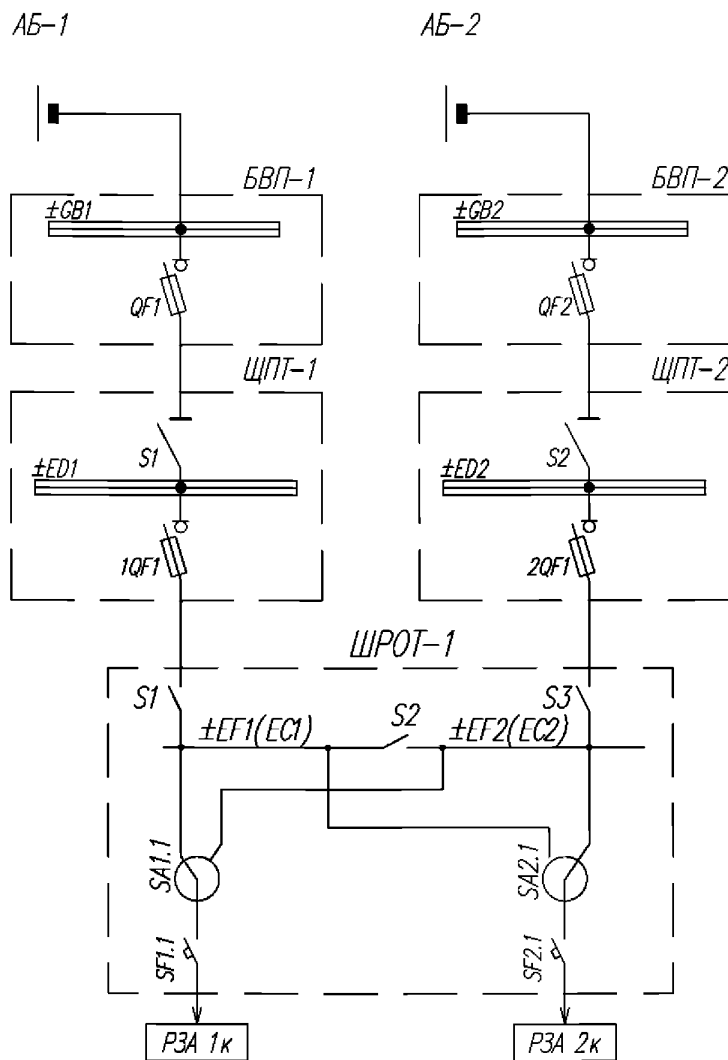 АБ-1 АБ-2
БВП-1 БВП-2
±GB1 ±GB2
QF1 QF2
ЩПТ-1 ЩПТ-2
S1 S2
±ED1 ±ED2
1QF1 2QF1
ШРОТ-1
S1 S2 S3
±EF1(EC1) ±EF2(EC2)
SA1.1 SA2.1
SF1.1 SF2.1
РЗА 1к РЗА 2к